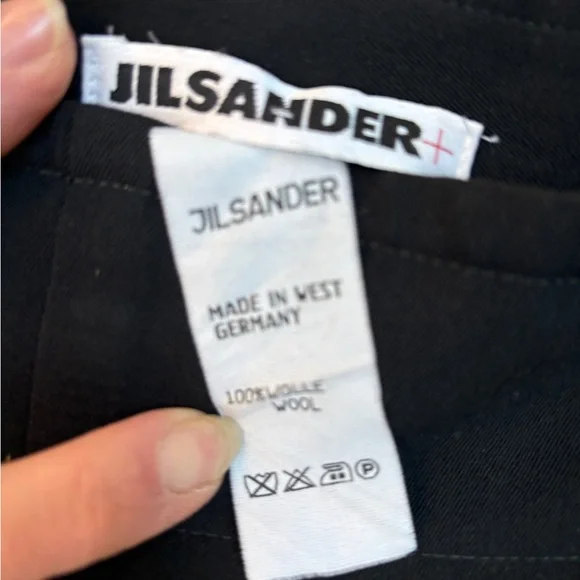 JILSANDER+
JILSANDER
MADE IN WEST
GERMANY
100%WOLLE
WOOL
P